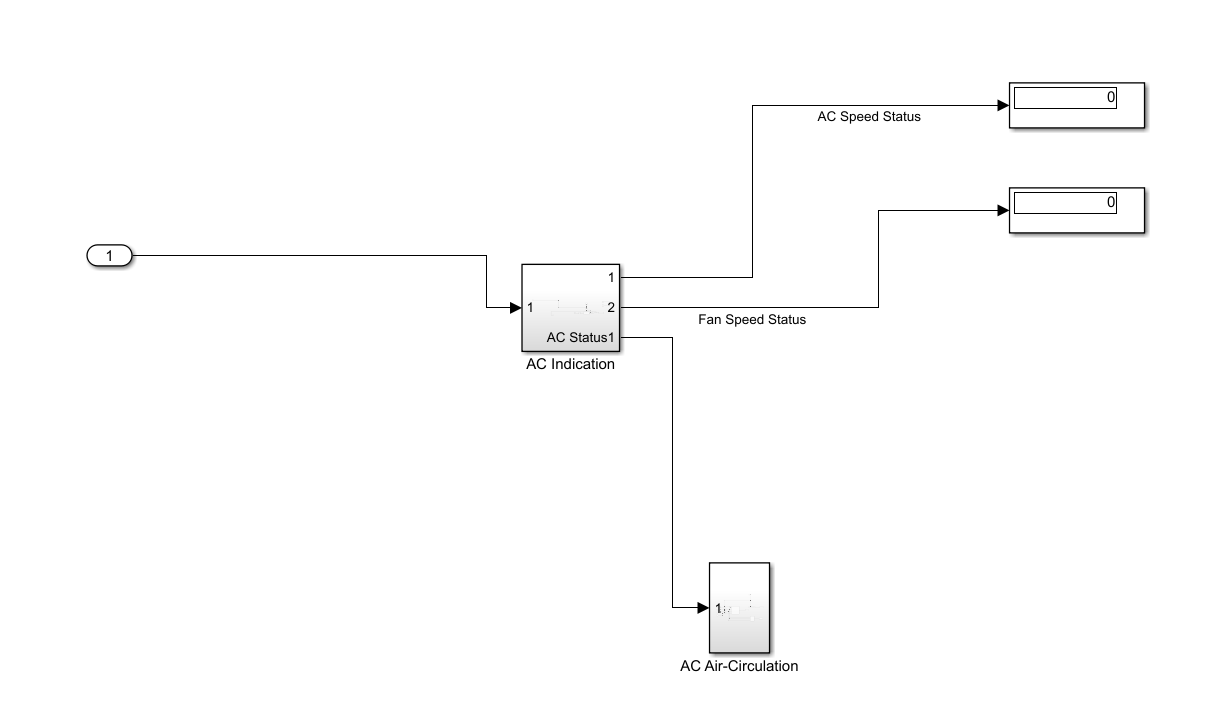 0
AC Speed Status
0
1
1
1
2
Fan Speed Status
AC Status1
AC Indication
1
AC Air-Circulation